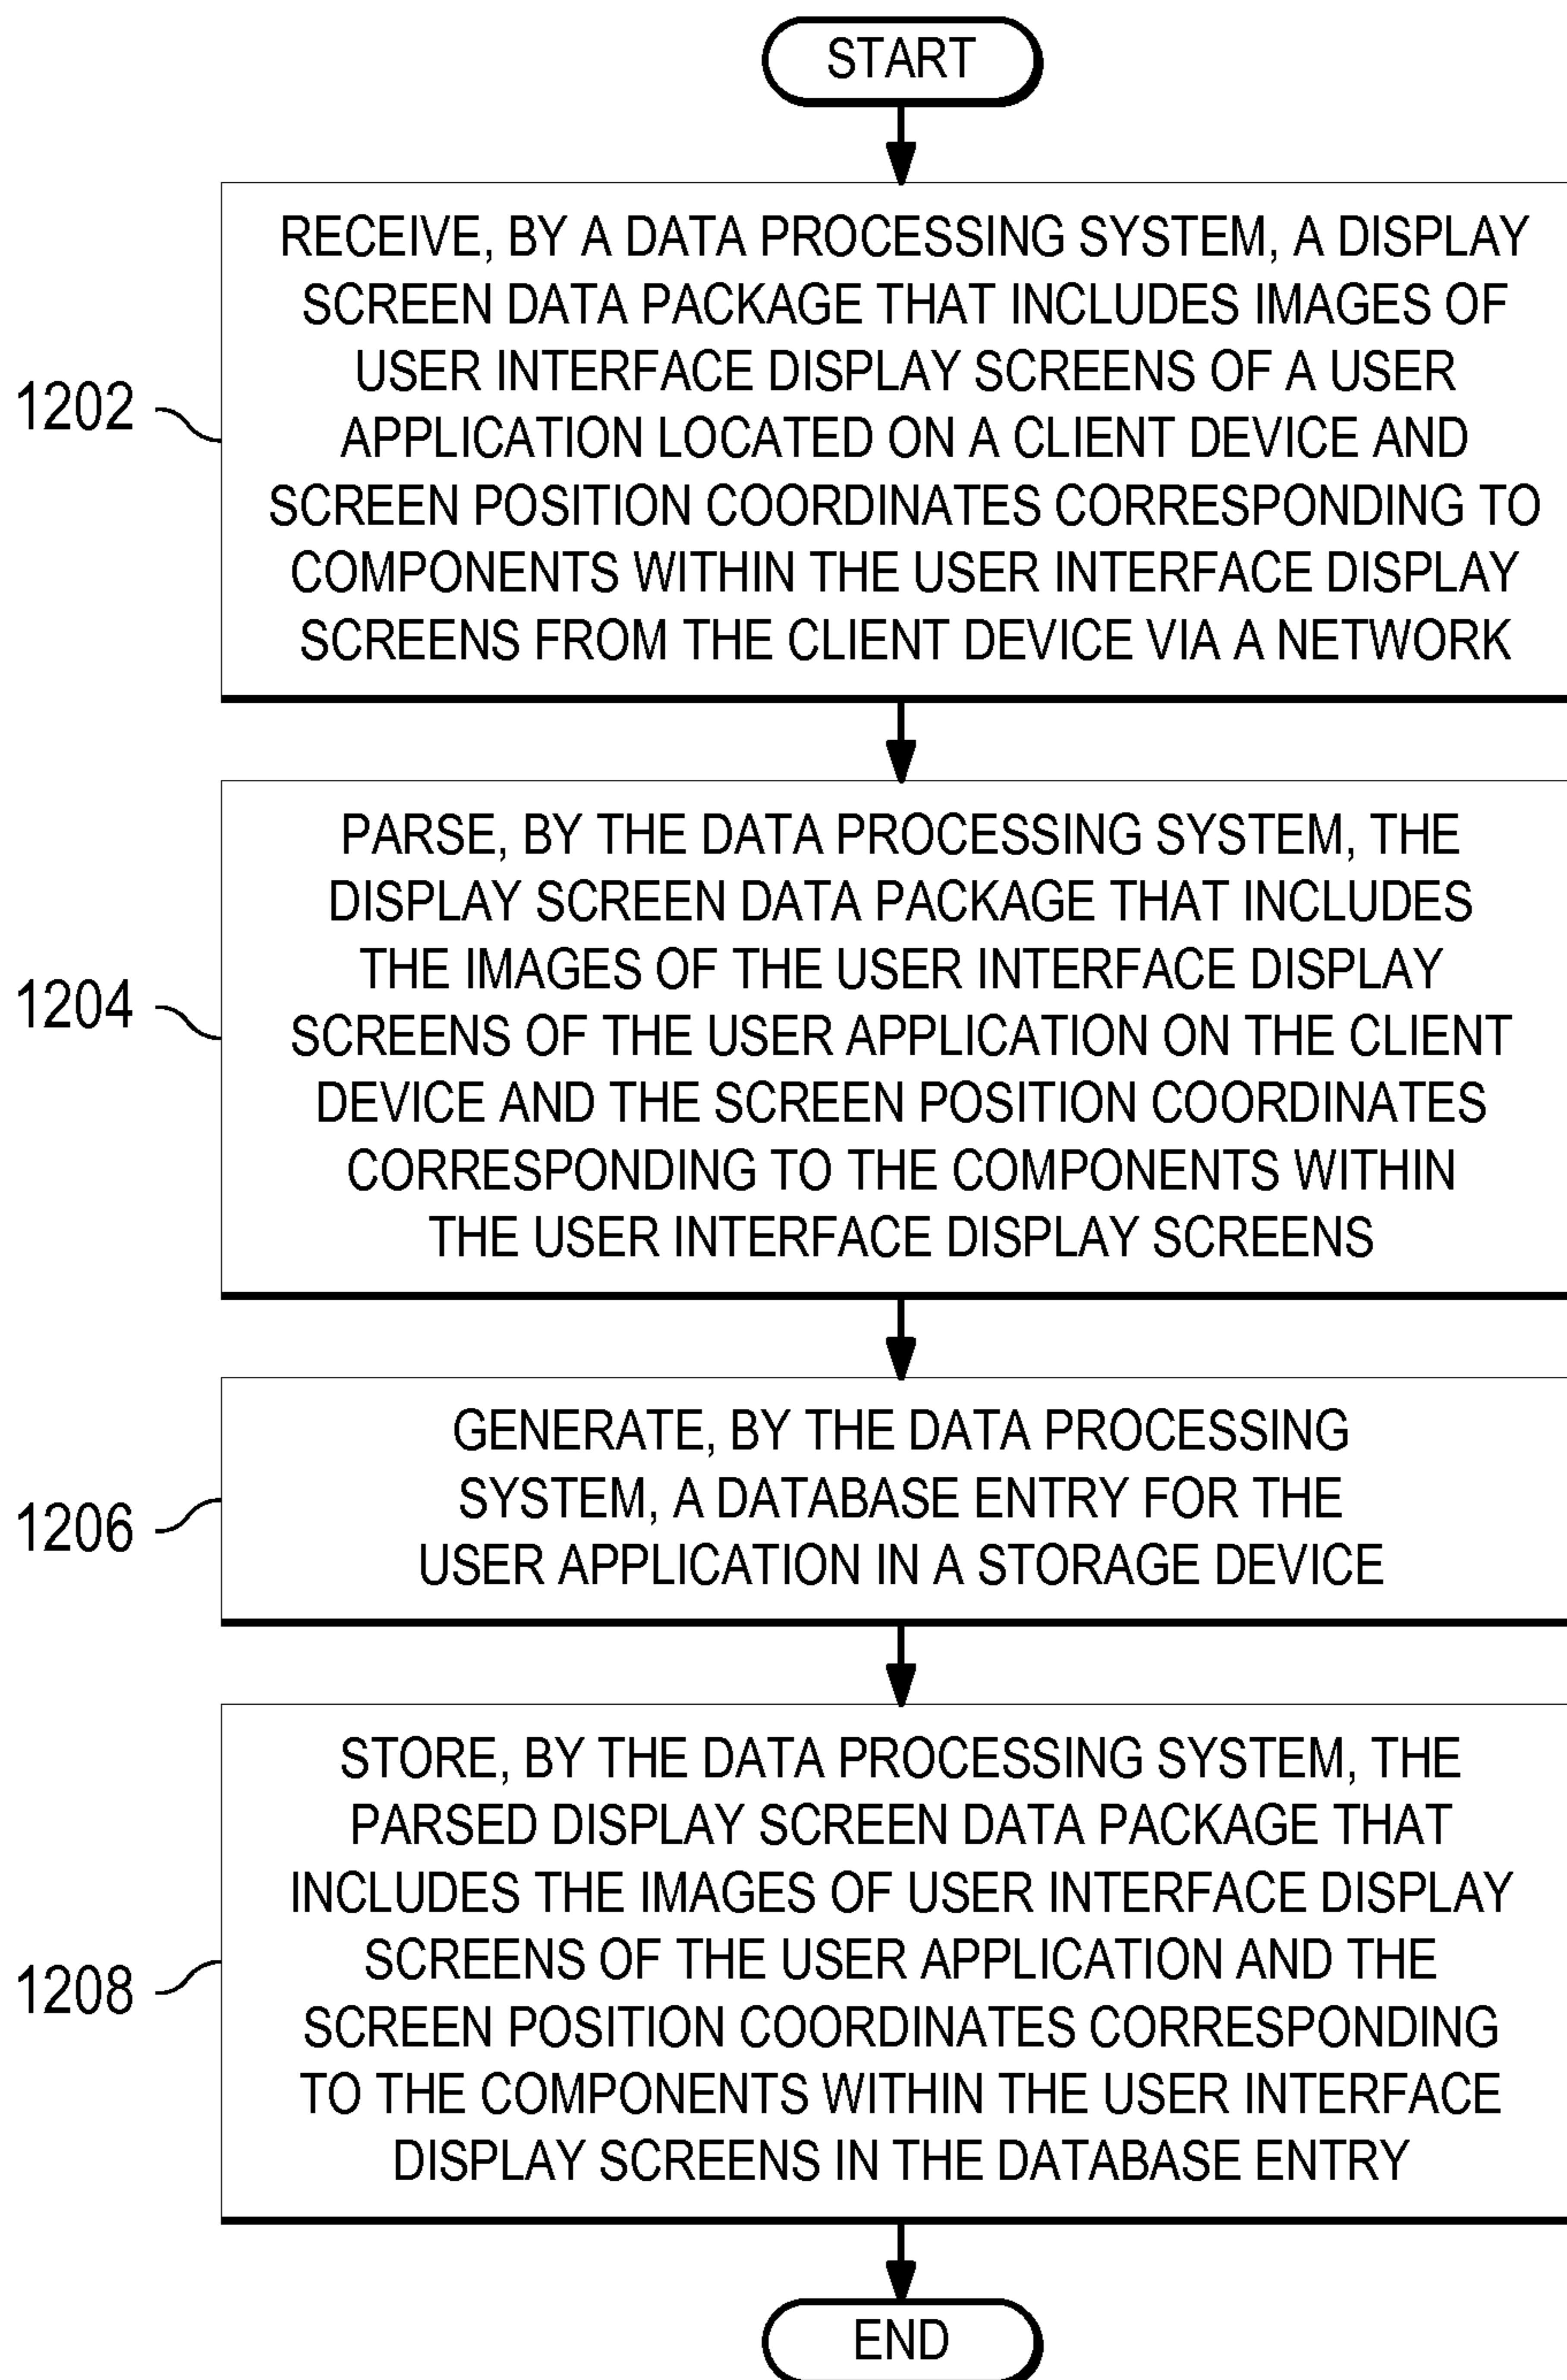 START
RECEIVE, BY A DATA PROCESSING SYSTEM, A DISPLAY
SCREEN DATA PACKAGE THAT INCLUDES IMAGES OF
USER INTERFACE DISPLAY SCREENS OF A USER
APPLICATION LOCATED ON A CLIENT DEVICE AND
SCREEN POSITION COORDINATES CORRESPONDING TO
COMPONENTS WITHIN THE USER INTERFACE DISPLAY
SCREENS FROM THE CLIENT DEVICE VIA A NETWORK
1202
PARSE, BY THE DATA PROCESSING SYSTEM, THE
DISPLAY SCREEN DATA PACKAGE THAT INCLUDES
THE IMAGES OF THE USER INTERFACE DISPLAY
SCREENS OF THE USER APPLICATION ON THE CLIENT
DEVICE AND THE SCREEN POSITION COORDINATES
CORRESPONDING TO THE COMPONENTS WITHIN
THE USER INTERFACE DISPLAY SCREENS
1204
GENERATE, BY THE DATA PROCESSING
SYSTEM, A DATABASE ENTRY FOR THE
USER APPLICATION IN A STORAGE DEVICE
1206
STORE, BY THE DATA PROCESSING SYSTEM, THE
PARSED DISPLAY SCREEN DATA PACKAGE THAT
INCLUDES THE IMAGES OF USER INTERFACE DISPLAY
SCREENS OF THE USER APPLICATION AND THE
SCREEN POSITION COORDINATES CORRESPONDING
TO THE COMPONENTS WITHIN THE USER INTERFACE
DISPLAY SCREENS IN THE DATABASE ENTRY
1208
END